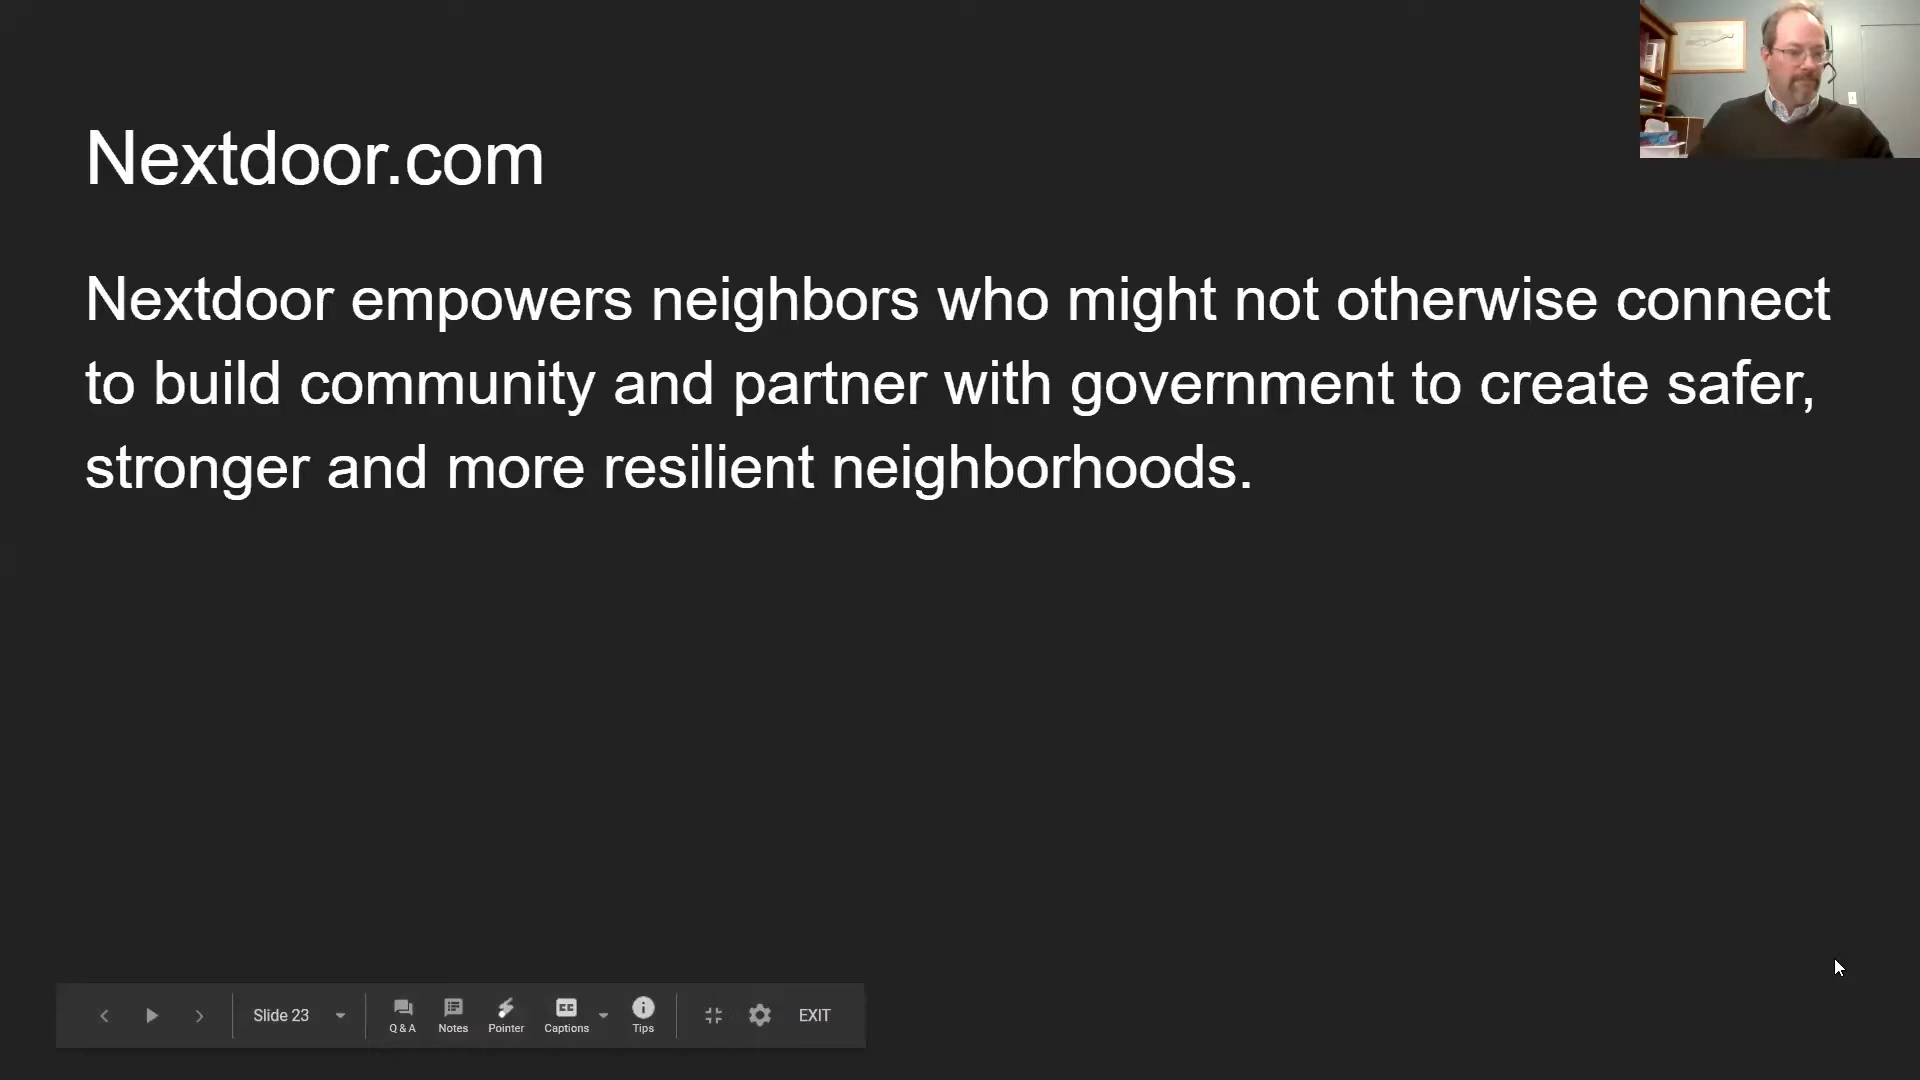 Nextdoor.com
Nextdoor empowers neighbors who might not otherwise connect
to build community and partner with government to create safer,
stronger and more resilient neighborhoods.
Slide 23
Q & A
Notes
Pointer
Captions
Tips
EXIT